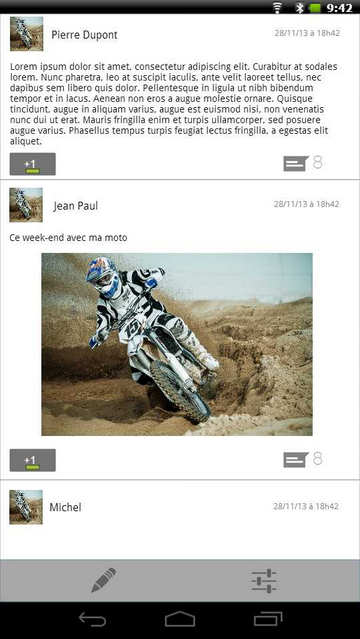 9:42
Pierre Dupont
28/11/13 à 18h42
Lorem ipsum dolor sit amet, consectetur adipiscing elit. Curabitur at sodales
lorem. Nunc pharetra, leo at suscipit iaculis, ante velit laoreet tellus, nec
dapibus sem libero quis dolor. Pellentesque in ligula ut nibh bibendum
tempor et in lacus. Aenean non eros a augue molestie ornare. Quisque
tincidunt, augue in aliquam varius, augue est euismod nisi, non venenatis
nunc dui ut erat. Mauris fringilla enim et turpis ullamcorper, sed posuere
augue varius. Phasellus tempus turpis feugiat lectus fringilla, a egestas elit
aliquet.
+1
8
Jean Paul
28/11/13 à 18h42
Ce week-end avec ma moto
+1
8
Michel
28/11/13 à 18h42